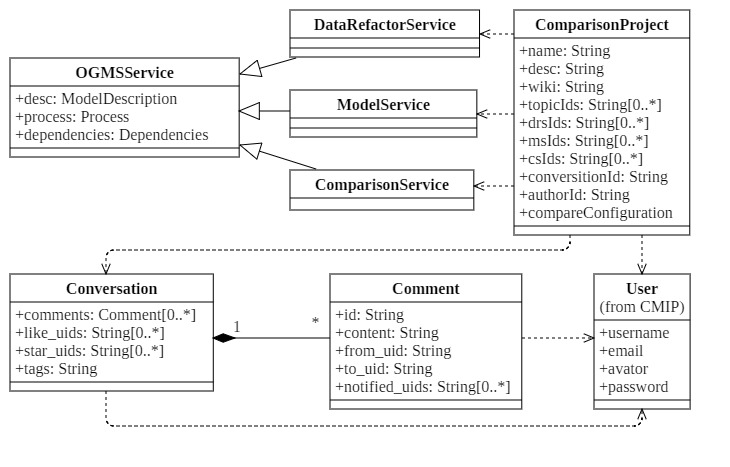 DataRefactorService
ComparisonProject
+name: String
+desc: String
+wiki: String
+topicIds: String[0..*]
+drsIds: String[0..*]
+msIds: String[0..*]
+csIds: String[0..*]
+conversitionId: String
+authorId: String
+compareConfiguration
OGMSService
+desc: ModelDescription
+process: Process
+dependencies: Dependencies
ModelService
ComparisonService
Conversation
+comments: Comment[0..*]
+like_uids: String[0..*]
+star_uids: String[0..*]
+tags: String
1
*
Comment
+id: String
+content: String
+from_uid: String
+to_uid: String
+notified_uids: String[0..*]
User
(from CMIP)
+username
+email
+avator
+password